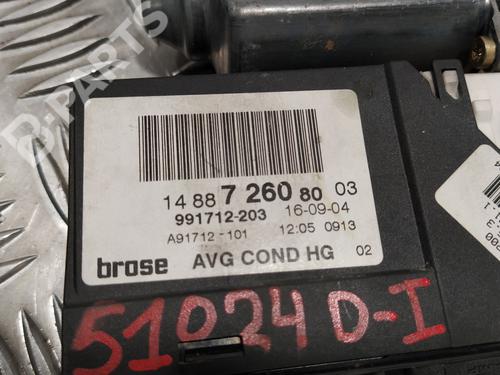 B-PARTS
14 88 7 260 80 03
991712-203 16-09-04
A91712-101 12:05 0913
brose AVG COND HG 02
51024 D-I